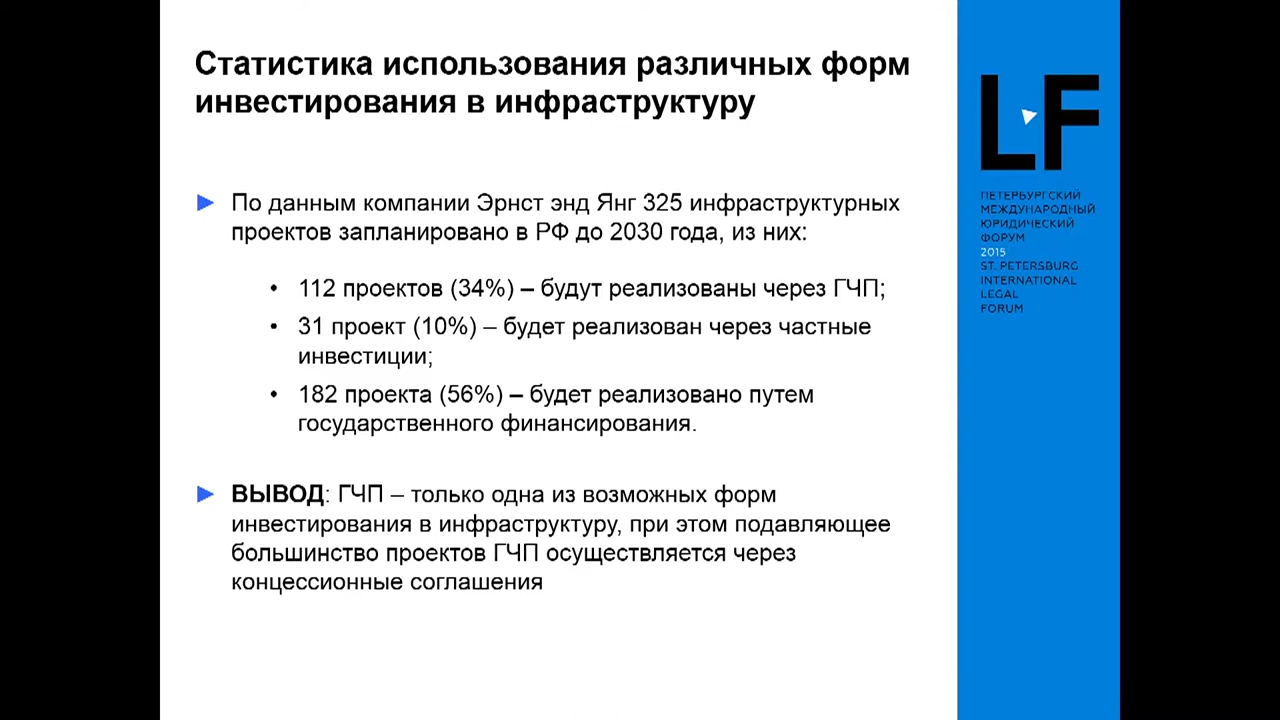 Статистика использования различных форм
инвестирования в инфраструктуру
По данным компании Эрнст энд Янг 325 инфраструктурных
проектов запланировано в РФ до 2030 года, из них:
• 112 проектов (34%) – будут реализованы через ГЧП;
• 31 проект (10%) – будет реализован через частные
инвестиции;
• 182 проекта (56%) – будет реализовано путем
государственного финансирования.
ВЫВОД: ГЧП – только одна из возможных форм
инвестирования в инфраструктуру, при этом подавляющее
большинство проектов ГЧП осуществляется через
концессионные соглашения
LF
ПЕТЕРБУРГСКИЙ
МЕЖДУНАРОДНЫЙ
ЮРИДИЧЕСКИЙ
ФОРУМ
2015
ST. PETERSBURG
INTERNATIONAL
LEGAL
FORUM